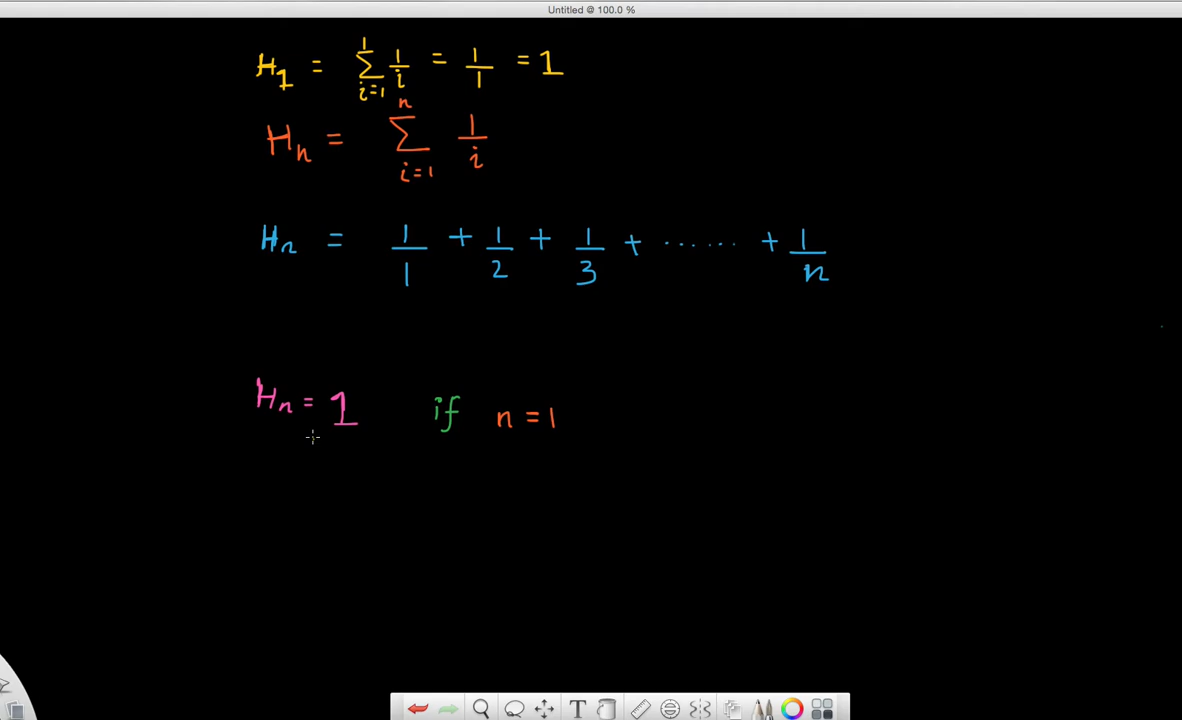 Untitled @ 100.0 %
H₁ = ∑_{i=1}^{1} 1/i = 1/1 = 1
Hₙ = ∑_{i=1}^{n} 1/i
Hₙ = 1/1 + 1/2 + 1/3 + ...... + 1/n
Hₙ = 1 if n = 1
T